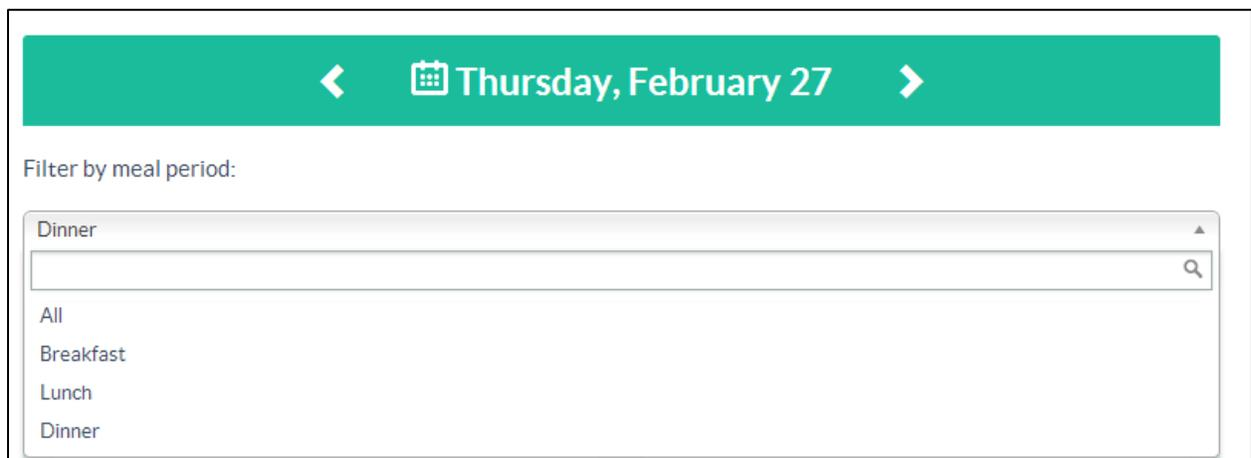 Thursday, February 27
Filter by meal period:
Dinner
All
Breakfast
Lunch
Dinner